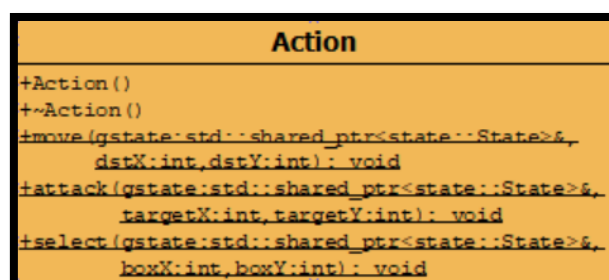 Action
+Action()
+~Action()
+move(gstate:std::shared_ptr<state::State>&,
dstX:int,dstY:int): void
+attack(gstate:std::shared_ptr<state::State>&,
targetX:int,targetY:int): void
+select(gstate:std::shared_ptr<state::State>&,
boxX:int,boxY:int): void